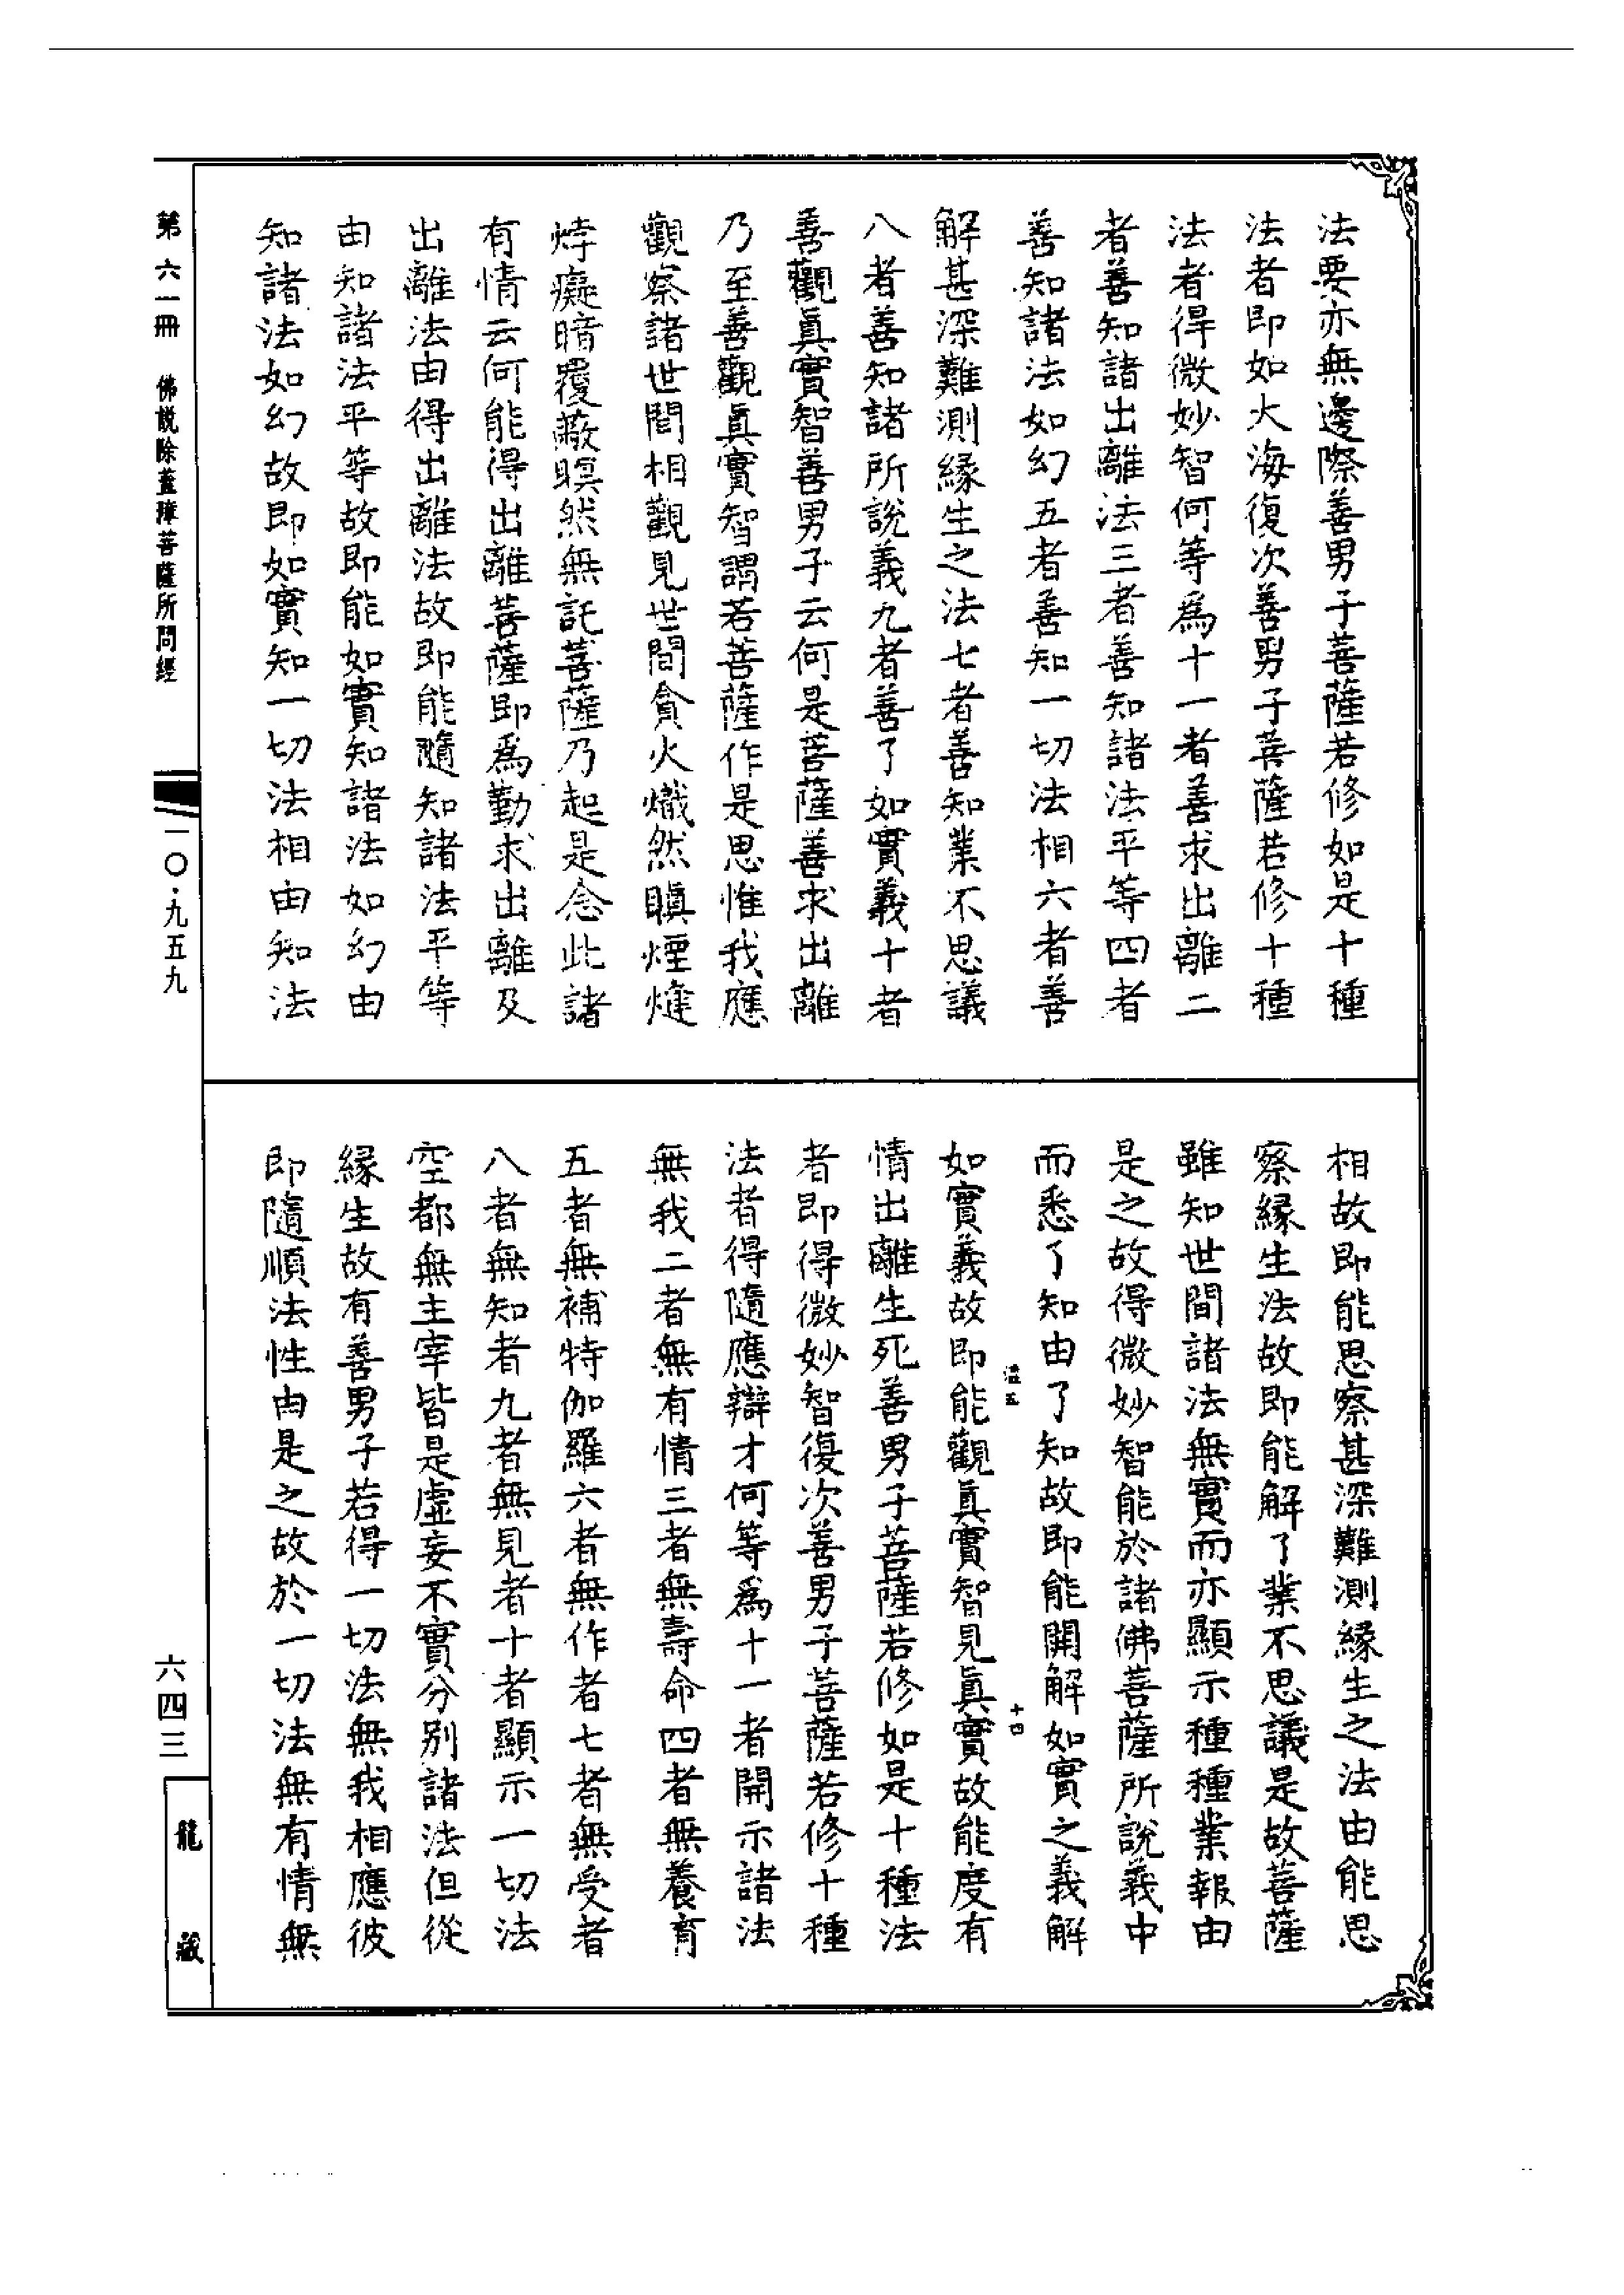 法要亦無邊際善男子菩薩若修如是十種
法者即如大海復次善男子菩薩若修十種
法者得微妙智何等為十一者善求出離二
者善知諸出離法三者善知諸法平等四者
善知諸法如幻五者善知一切法相六者善
解甚深難測緣生之法七者善知業不思議
八者善知諸所說義九者善了如實義十者
善觀真實智善男子云何是菩薩善求出離
乃至善觀真實智謂若菩薩作是思惟我應
觀察諸世間相觀見世間貪火熾然瞋煙熢
㶿癡暗覆蔽暝然無託菩薩乃起是念此諸
有情云何能得出離菩薩即為勤求出離及
出離法由得出離法故即能隨知諸法平等
由知諸法平等故即能如實知諸法如幻由
知諸法如幻故即如實知一切法相由知法
相故即能思察甚深難測緣生之法由能思
察緣生法故即能解了業不思議是故菩薩
雖知世間諸法無實而亦顯示種種業報由
是之故得微妙智能於諸佛菩薩所說義中
而悉了知由了知故即能開解如實之義解
如實義故即能觀真實智見真實故能度有
情出離生死善男子菩薩若修如是十種法
者即得微妙智復次善男子菩薩若修十種
法者得隨應辯才何等為十一者開示諸法
無我二者無有情三者無壽命四者無養育
五者無補特伽羅六者無作者七者無受者
八者無知者九者無見者十者顯示一切法
空都無主宰皆是虛妄不實分別諸法但從
緣生故有善男子若得一切法無我相應彼
即隨順法性由是之故於一切法無有情無
十四
第六一冊 佛說除蓋障菩薩所問經
一〇·九五九
六四三
龍藏